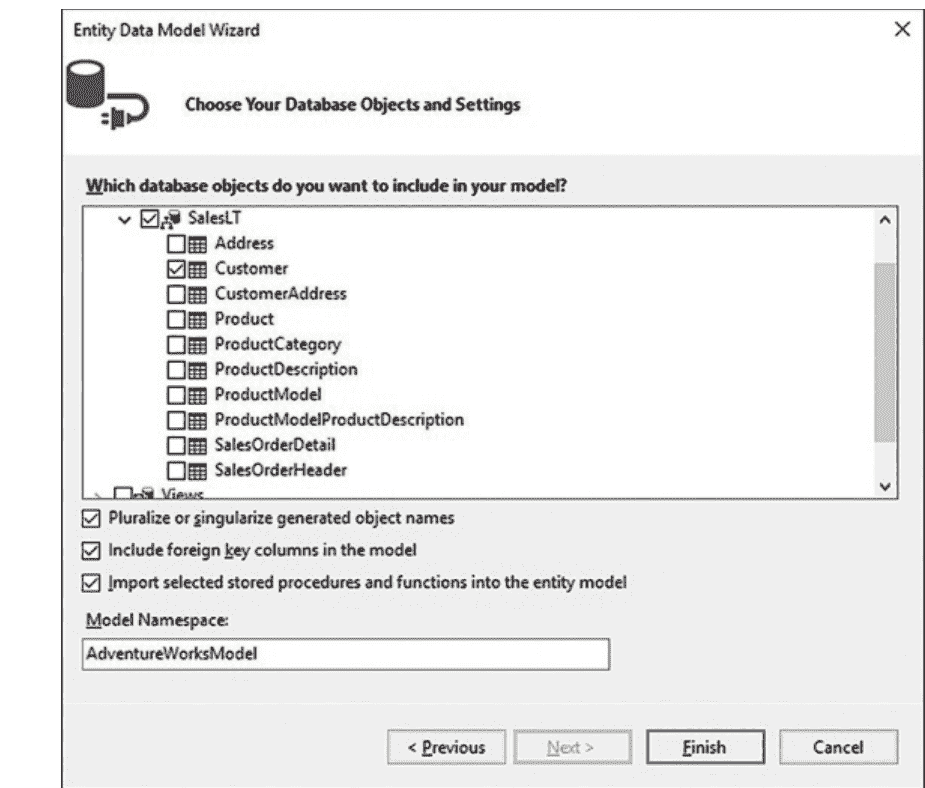 Entity Data Model Wizard
Choose Your Database Objects and Settings
Which database objects do you want to include in your model?
SalesLT
Address
Customer
CustomerAddress
Product
ProductCategory
ProductDescription
ProductModel
ProductModelProductDescription
SalesOrderDetail
SalesOrderHeader
Views
Pluralize or singularize generated object names
Include foreign key columns in the model
Import selected stored procedures and functions into the entity model
Model Namespace:
AdventureWorksModel
< Previous Next > Finish Cancel